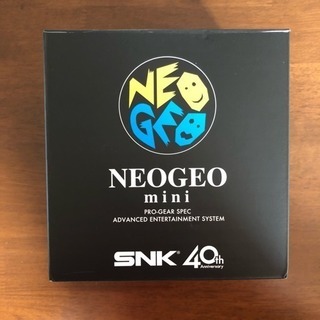 NEO
GEO
NEOGEO
mini
PRO-GEAR SPEC
ADVANCED ENTERTAINMENT SYSTEM
SNK® 40th
Anniversary